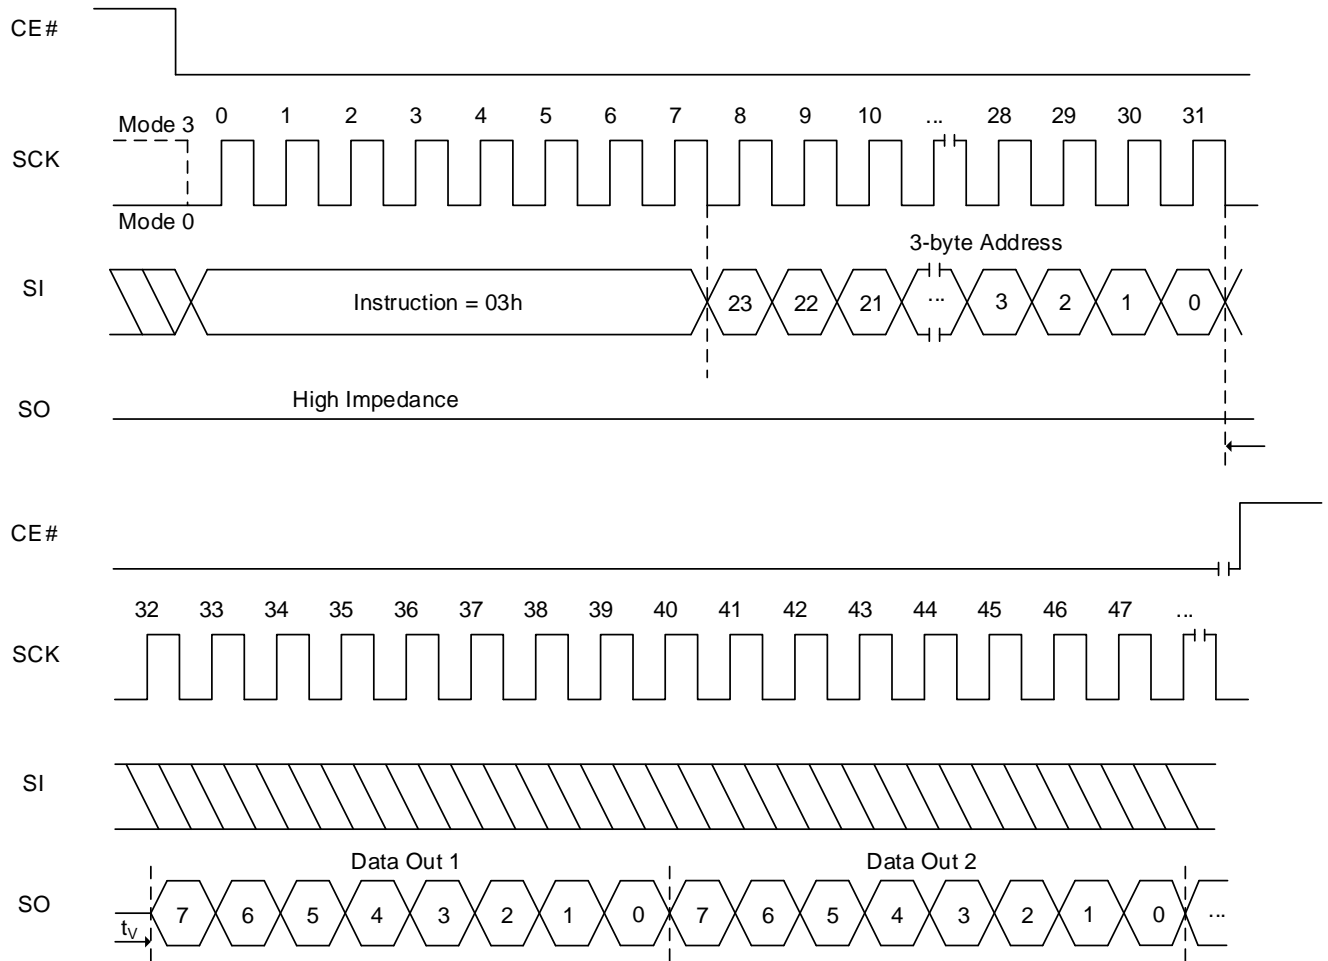 CE#
0 1 2 3 4 5 6 7 8 9 10 ... 28 29 30 31
Mode 3
SCK
Mode 0
3-byte Address
SI
Instruction = 03h 23 22 21 ... 3 2 1 0
SO
High Impedance
CE#
32 33 34 35 36 37 38 39 40 41 42 43 44 45 46 47 ...
SCK
SI
Data Out 1 Data Out 2
SO
7 6 5 4 3 2 1 0 7 6 5 4 3 2 1 0 ...
tV